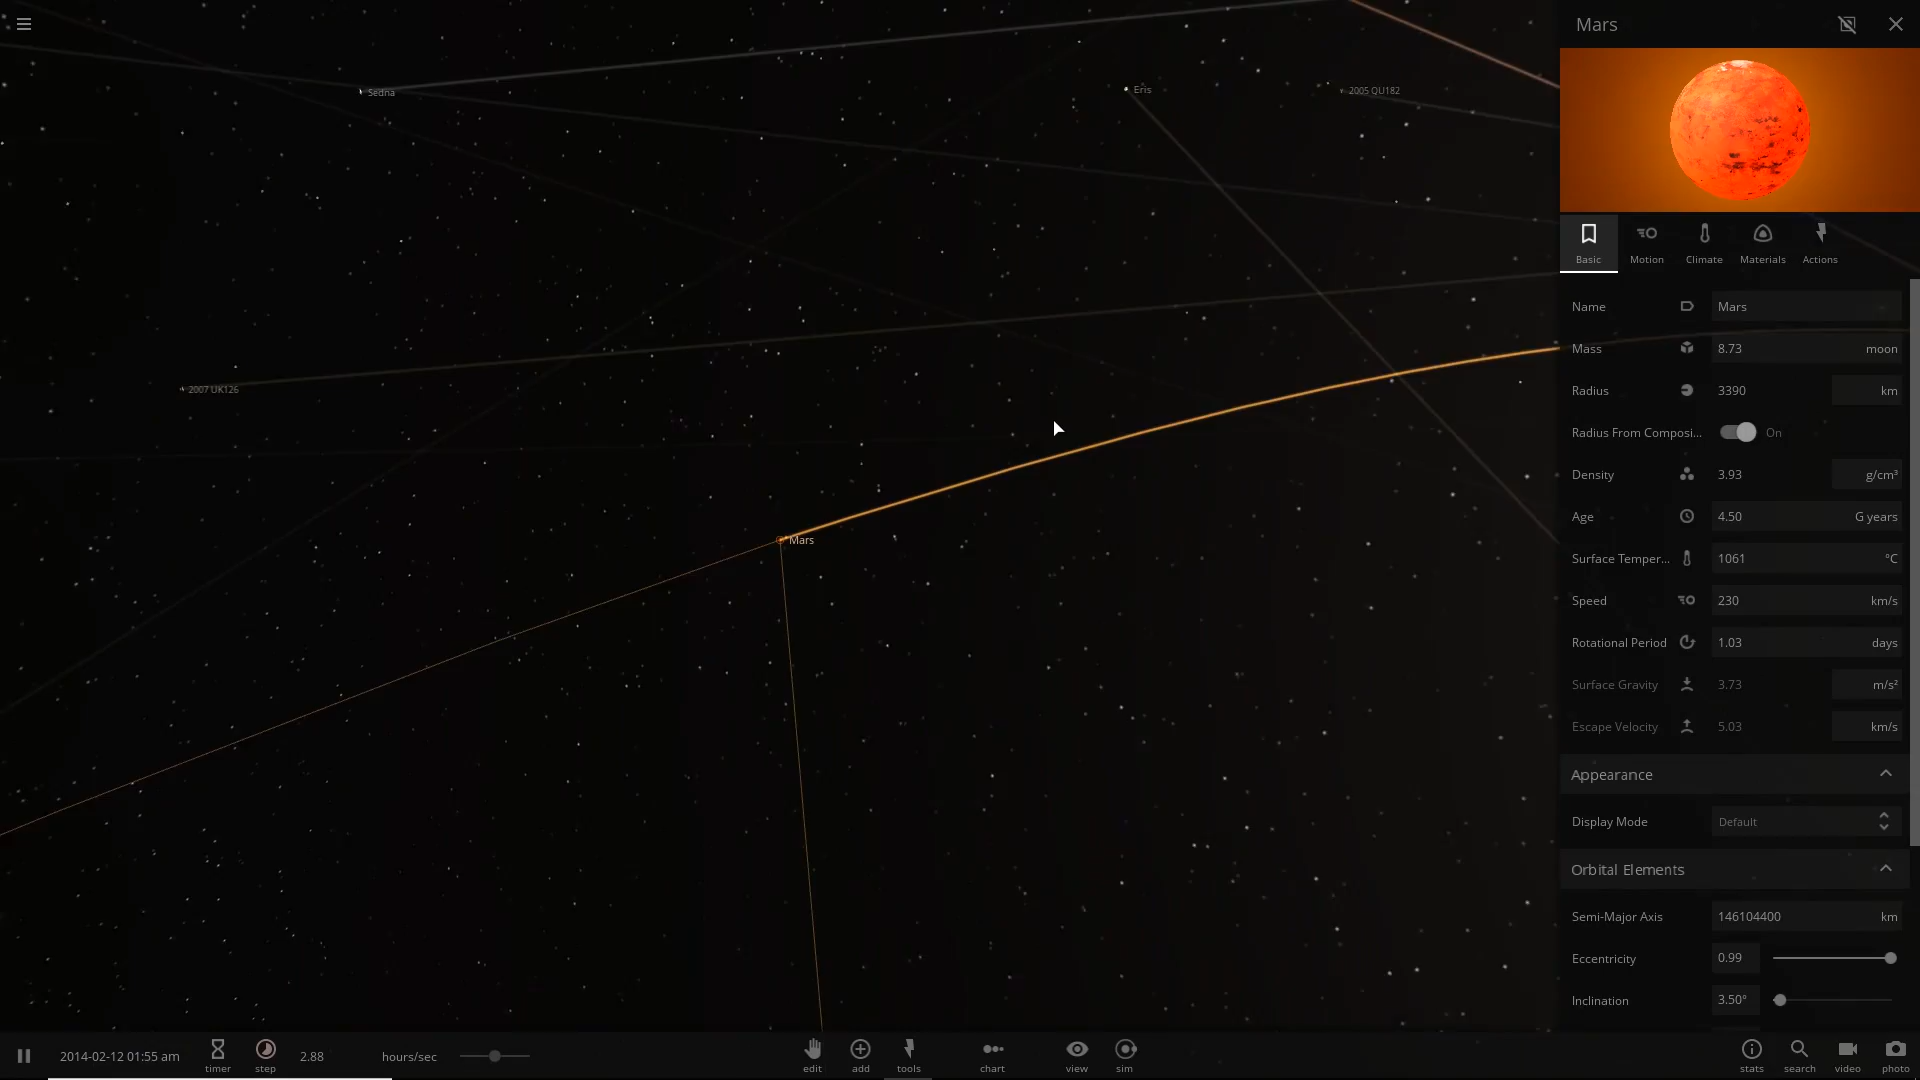 Mars
Sedna
Eris
2005 QU182
2007 UK126
Mars
Basic
Motion
Climate
Materials
Actions
Name Mars
Mass 8.73 moon
Radius 3390 km
Radius From Composi... On
Density 3.93 g/cm³
Age 4.50 G years
Surface Temper... 1061 °C
Speed 230 km/s
Rotational Period 1.03 days
Surface Gravity 3.73 m/s²
Escape Velocity 5.03 km/s
Appearance
Display Mode Default
Orbital Elements
Semi-Major Axis 146104400 km
Eccentricity 0.99
Inclination 3.50°
2014-02-12 01:55 am
timer
step
2.88 hours/sec
edit
add
tools
chart
view
sim
stats
search
video
photo